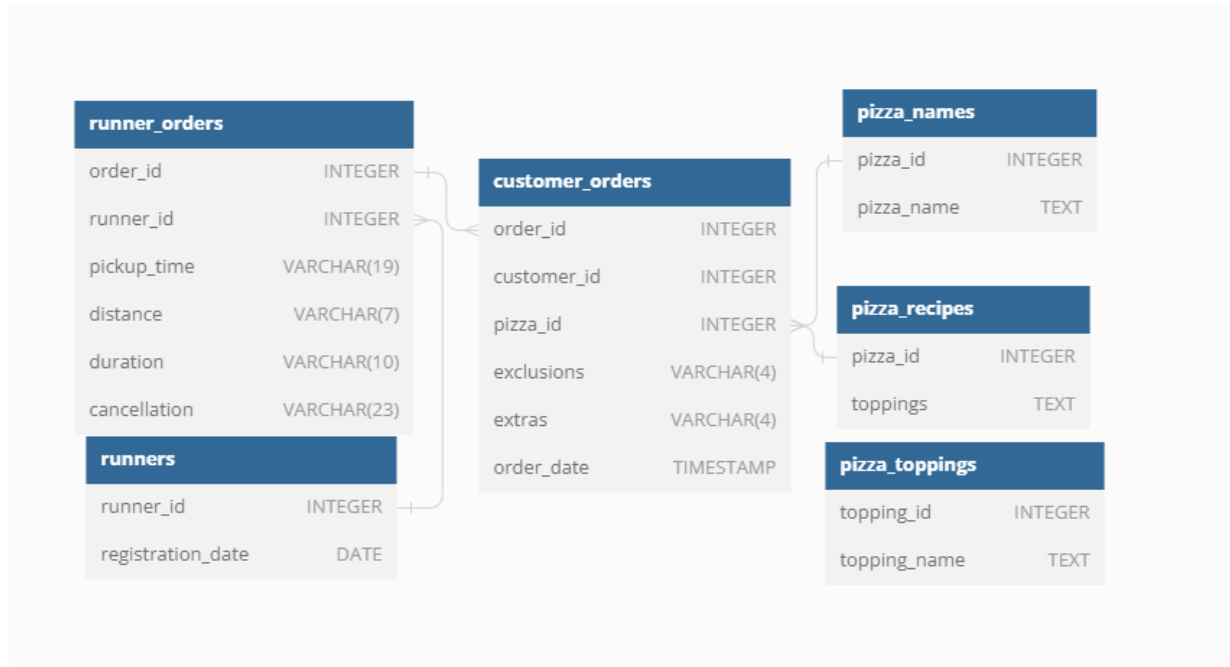 runner_orders
order_id INTEGER
runner_id INTEGER
pickup_time VARCHAR(19)
distance VARCHAR(7)
duration VARCHAR(10)
cancellation VARCHAR(23)
runners
runner_id INTEGER
registration_date DATE
customer_orders
order_id INTEGER
customer_id INTEGER
pizza_id INTEGER
exclusions VARCHAR(4)
extras VARCHAR(4)
order_date TIMESTAMP
pizza_names
pizza_id INTEGER
pizza_name TEXT
pizza_recipes
pizza_id INTEGER
toppings TEXT
pizza_toppings
topping_id INTEGER
topping_name TEXT